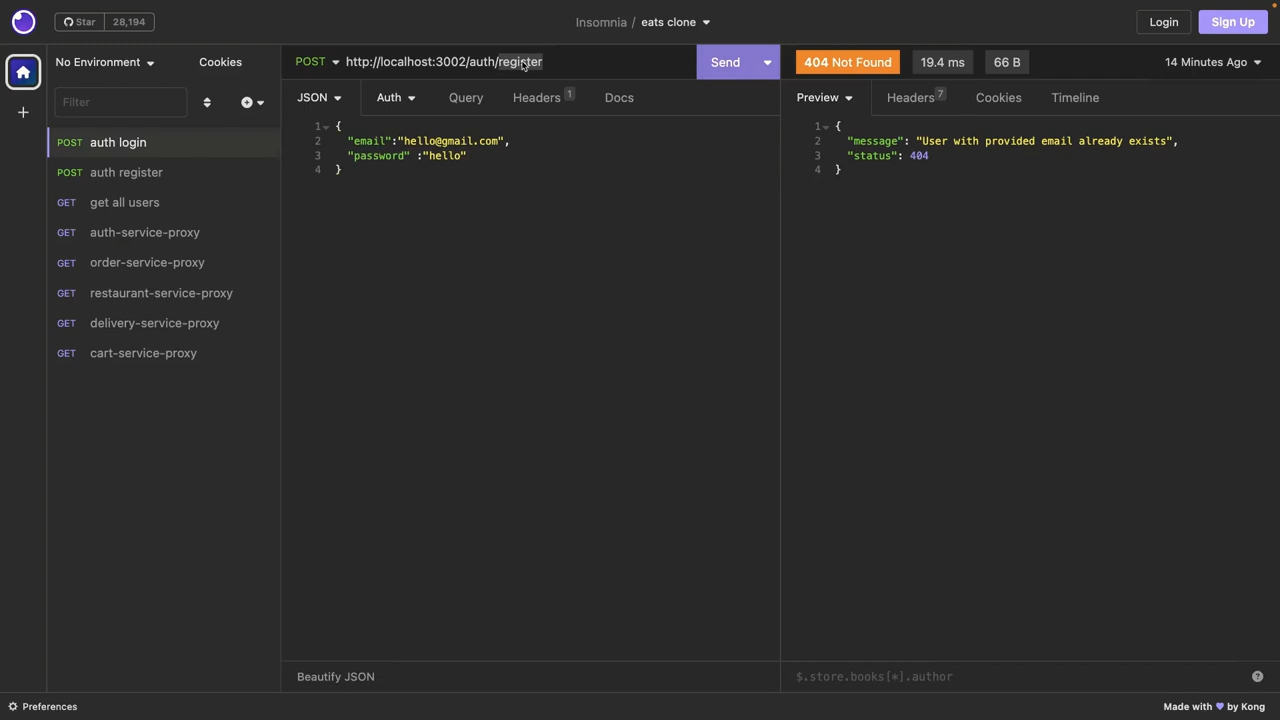 Star 28,194
Insomnia / eats clone
Login
Sign Up
No Environment
Cookies
POST http://localhost:3002/auth/register
Send
404 Not Found 19.4 ms 66 B
14 Minutes Ago
Filter
JSON
Auth
Query
Headers 1
Docs
Preview
Headers 7
Cookies
Timeline
POST auth login
POST auth register
GET get all users
GET auth-service-proxy
GET order-service-proxy
GET restaurant-service-proxy
GET delivery-service-proxy
GET cart-service-proxy
1 {
2 "email":"hello@gmail.com",
3 "password" :"hello"
4 }
1 {
2 "message": "User with provided email already exists",
3 "status": 404
4 }
Beautify JSON
$.store.books[*].author
Preferences
Made with ♥ by Kong